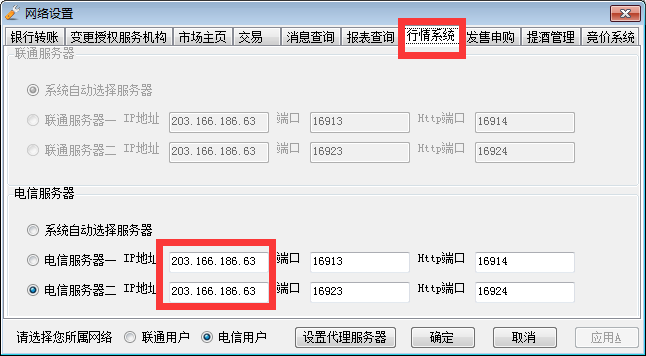 网络设置
银行转账 变更授权服务机构 市场主页 交易 消息查询 报表查询 行情系统 发售申购 提酒管理 竞价系统
联通服务器
系统自动选择服务器
联通服务器一 IP地址 203.166.186.63 端口 16913 Http端口 16914
联通服务器二 IP地址 203.166.186.63 端口 16923 Http端口 16924
电信服务器
系统自动选择服务器
电信服务器一 IP地址 203.166.186.63 端口 16913 Http端口 16914
电信服务器二 IP地址 203.166.186.63 端口 16923 Http端口 16924
请选择您所属网络 联通用户 电信用户 设置代理服务器 确定 取消 应用A